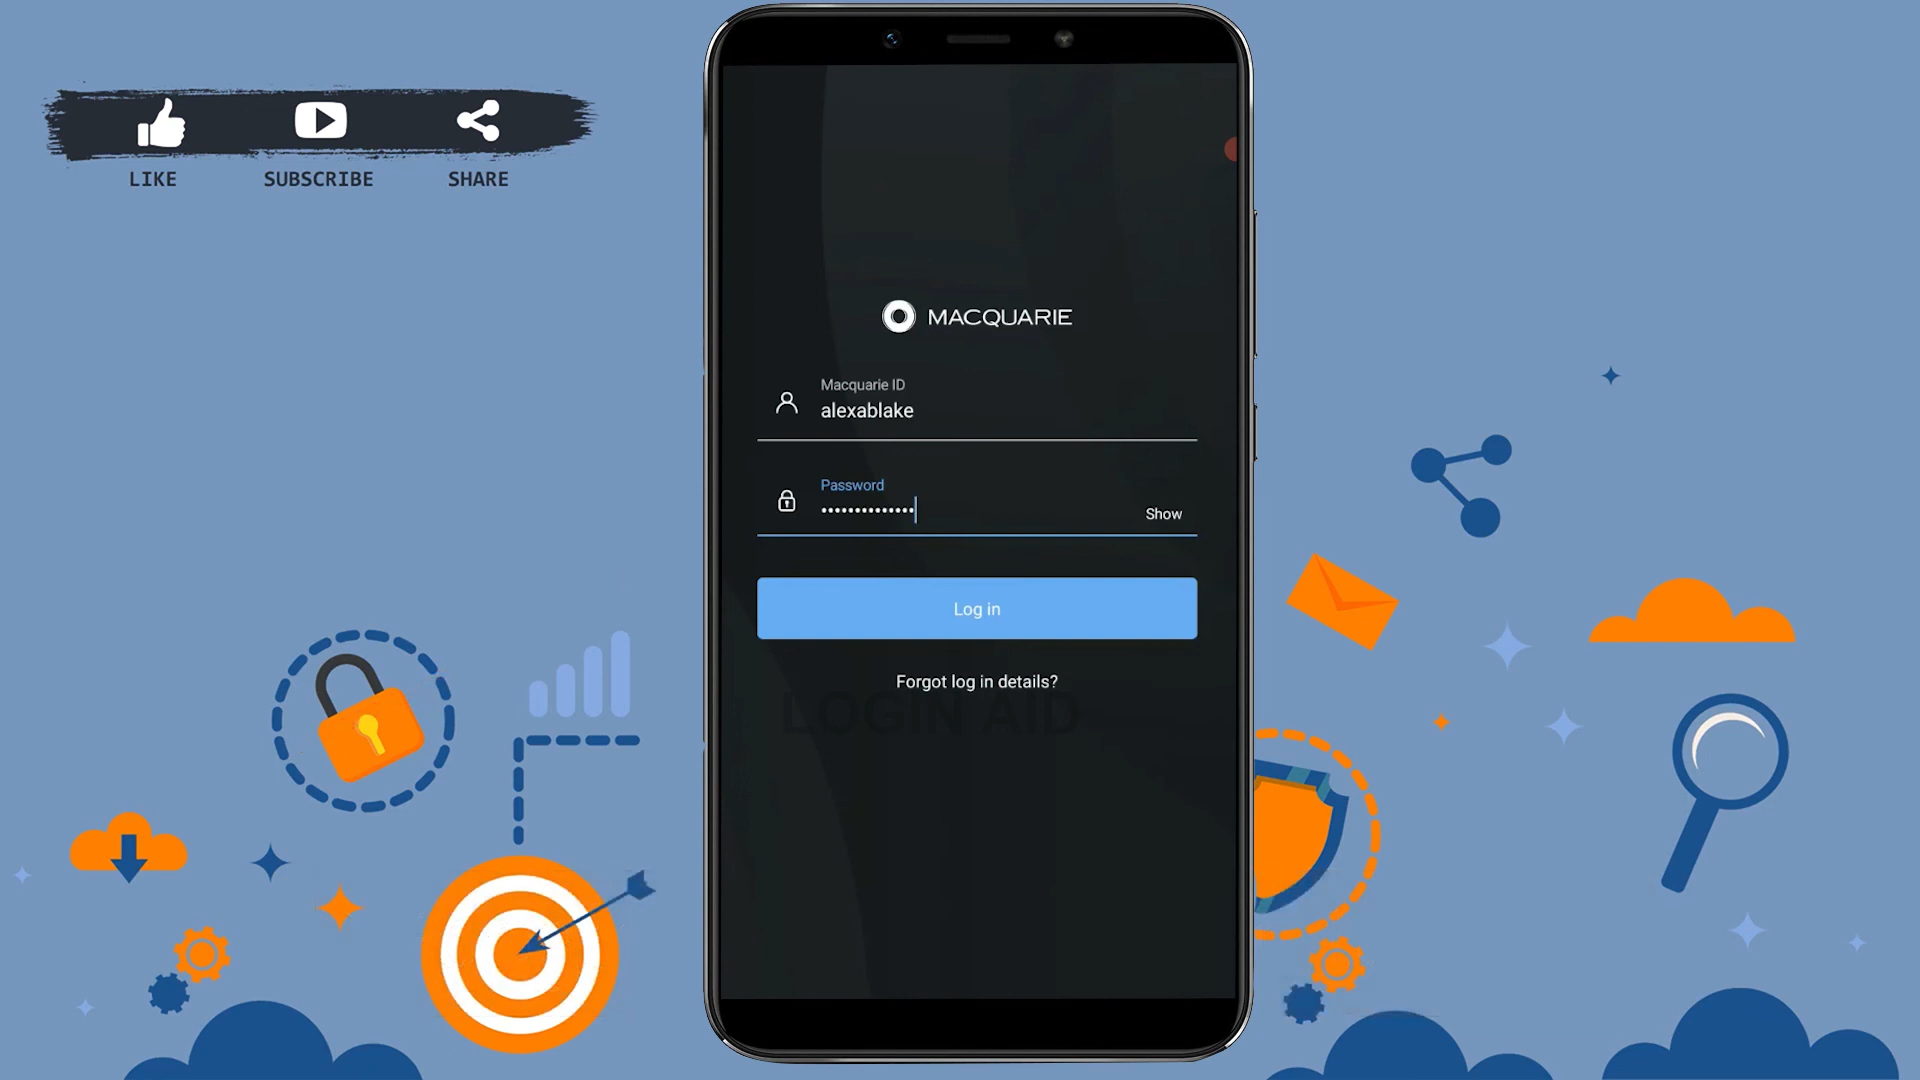 LIKE SUBSCRIBE SHARE
MACQUARIE
Macquarie ID
alexablake
Password
••••••••••••••
Show
Log in
Forgot log in details?
LOGIN AID